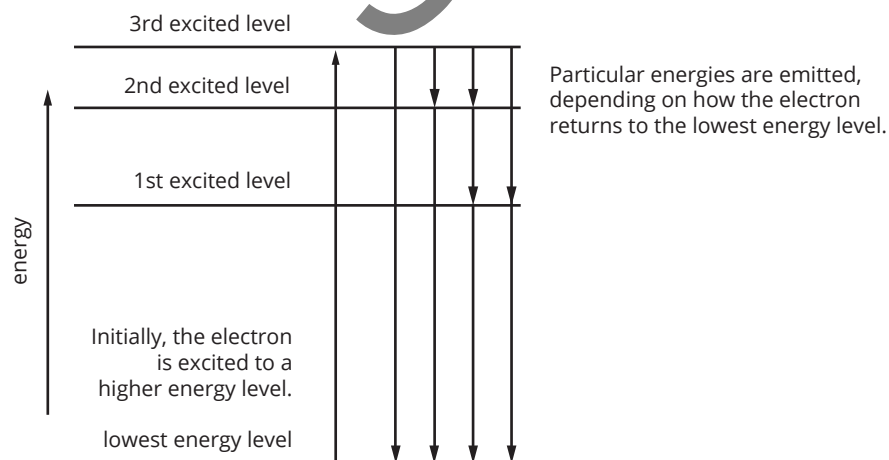 3rd excited level
2nd excited level
1st excited level
energy
Initially, the electron
is excited to a
higher energy level.
lowest energy level
Particular energies are emitted,
depending on how the electron
returns to the lowest energy level.